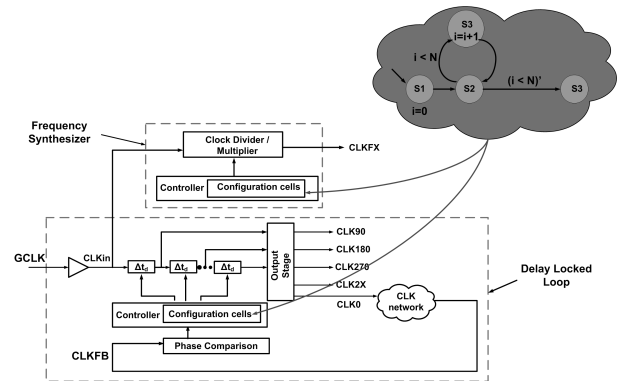 S3
i=i+1
i < N
S1
S2
(i < N)'
S3
i=0
Frequency
Synthesizer
Clock Divider /
Multiplier
CLKFX
Controller
Configuration cells
GCLK
CLKin
Δtd
Δtd
Δtd
Output
Stage
CLK90
CLK180
CLK270
CLK2X
CLK0
CLK
network
Delay Locked
Loop
Controller
Configuration cells
CLKFB
Phase Comparison